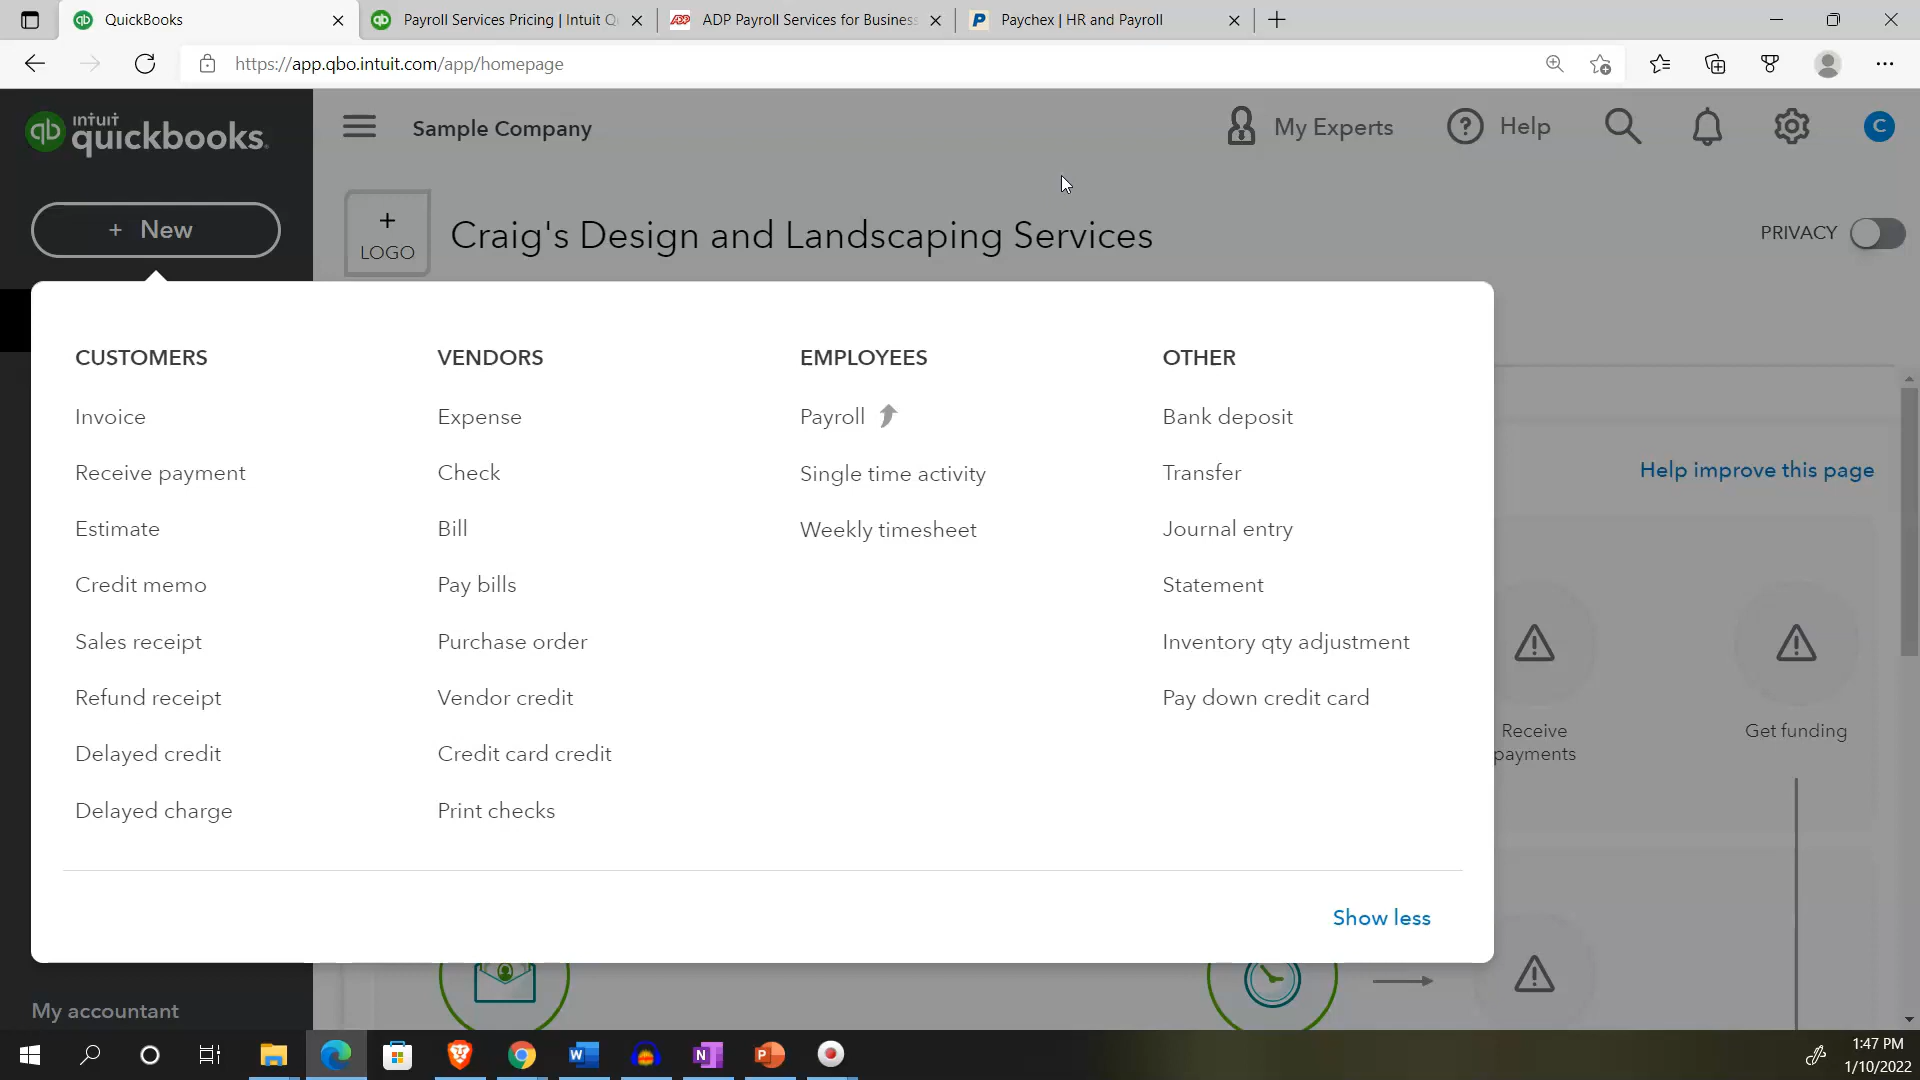 QuickBooks
Payroll Services Pricing | Intuit Q
ADP Payroll Services for Business
Paychex | HR and Payroll
https://app.qbo.intuit.com/app/homepage
intuit
quickbooks.
Sample Company
My Experts
Help
C
+ New
+
LOGO
Craig's Design and Landscaping Services
PRIVACY
CUSTOMERS
Invoice
Receive payment
Estimate
Credit memo
Sales receipt
Refund receipt
Delayed credit
Delayed charge
VENDORS
Expense
Check
Bill
Pay bills
Purchase order
Vendor credit
Credit card credit
Print checks
EMPLOYEES
Payroll
Single time activity
Weekly timesheet
OTHER
Bank deposit
Transfer
Journal entry
Statement
Inventory qty adjustment
Pay down credit card
Show less
Help improve this page
Receive
payments
Get funding
My accountant
1:47 PM
1/10/2022